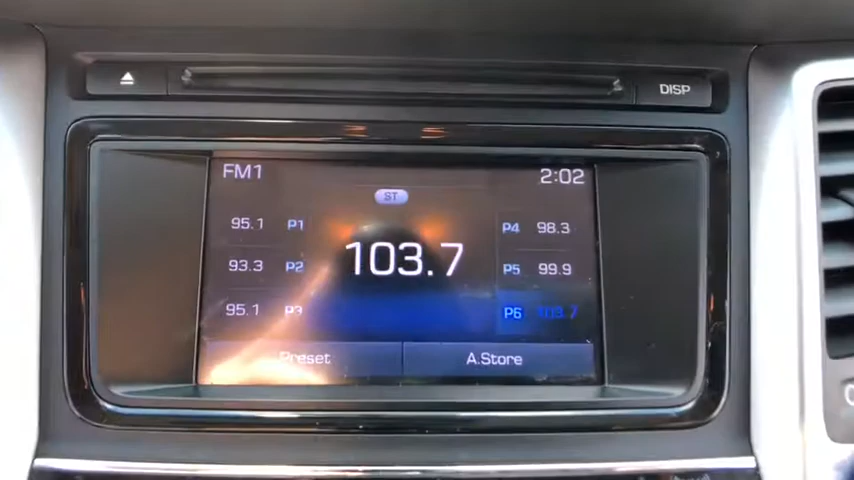 DISP
FM1 2:02
ST
95.1 P1 P4 98.3
103.7
93.3 P2 P5 99.9
95.1 P3 P6 103.7
Preset A.Store